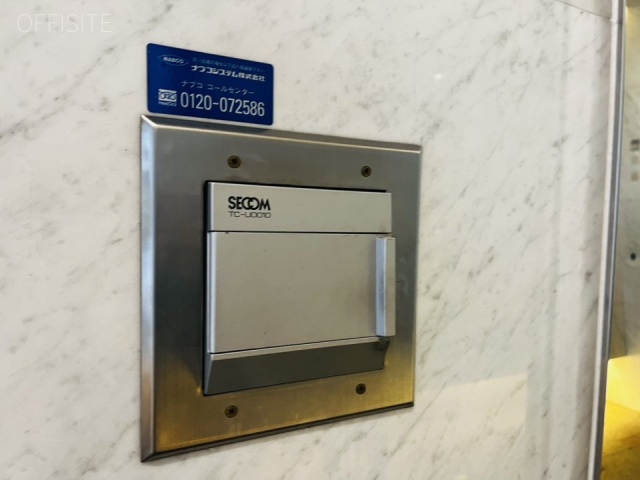 OFFISITE
NABCO
ナブコシステム株式会社
ナブコ コールセンター
0120-072586
SECOM
TC-U0010